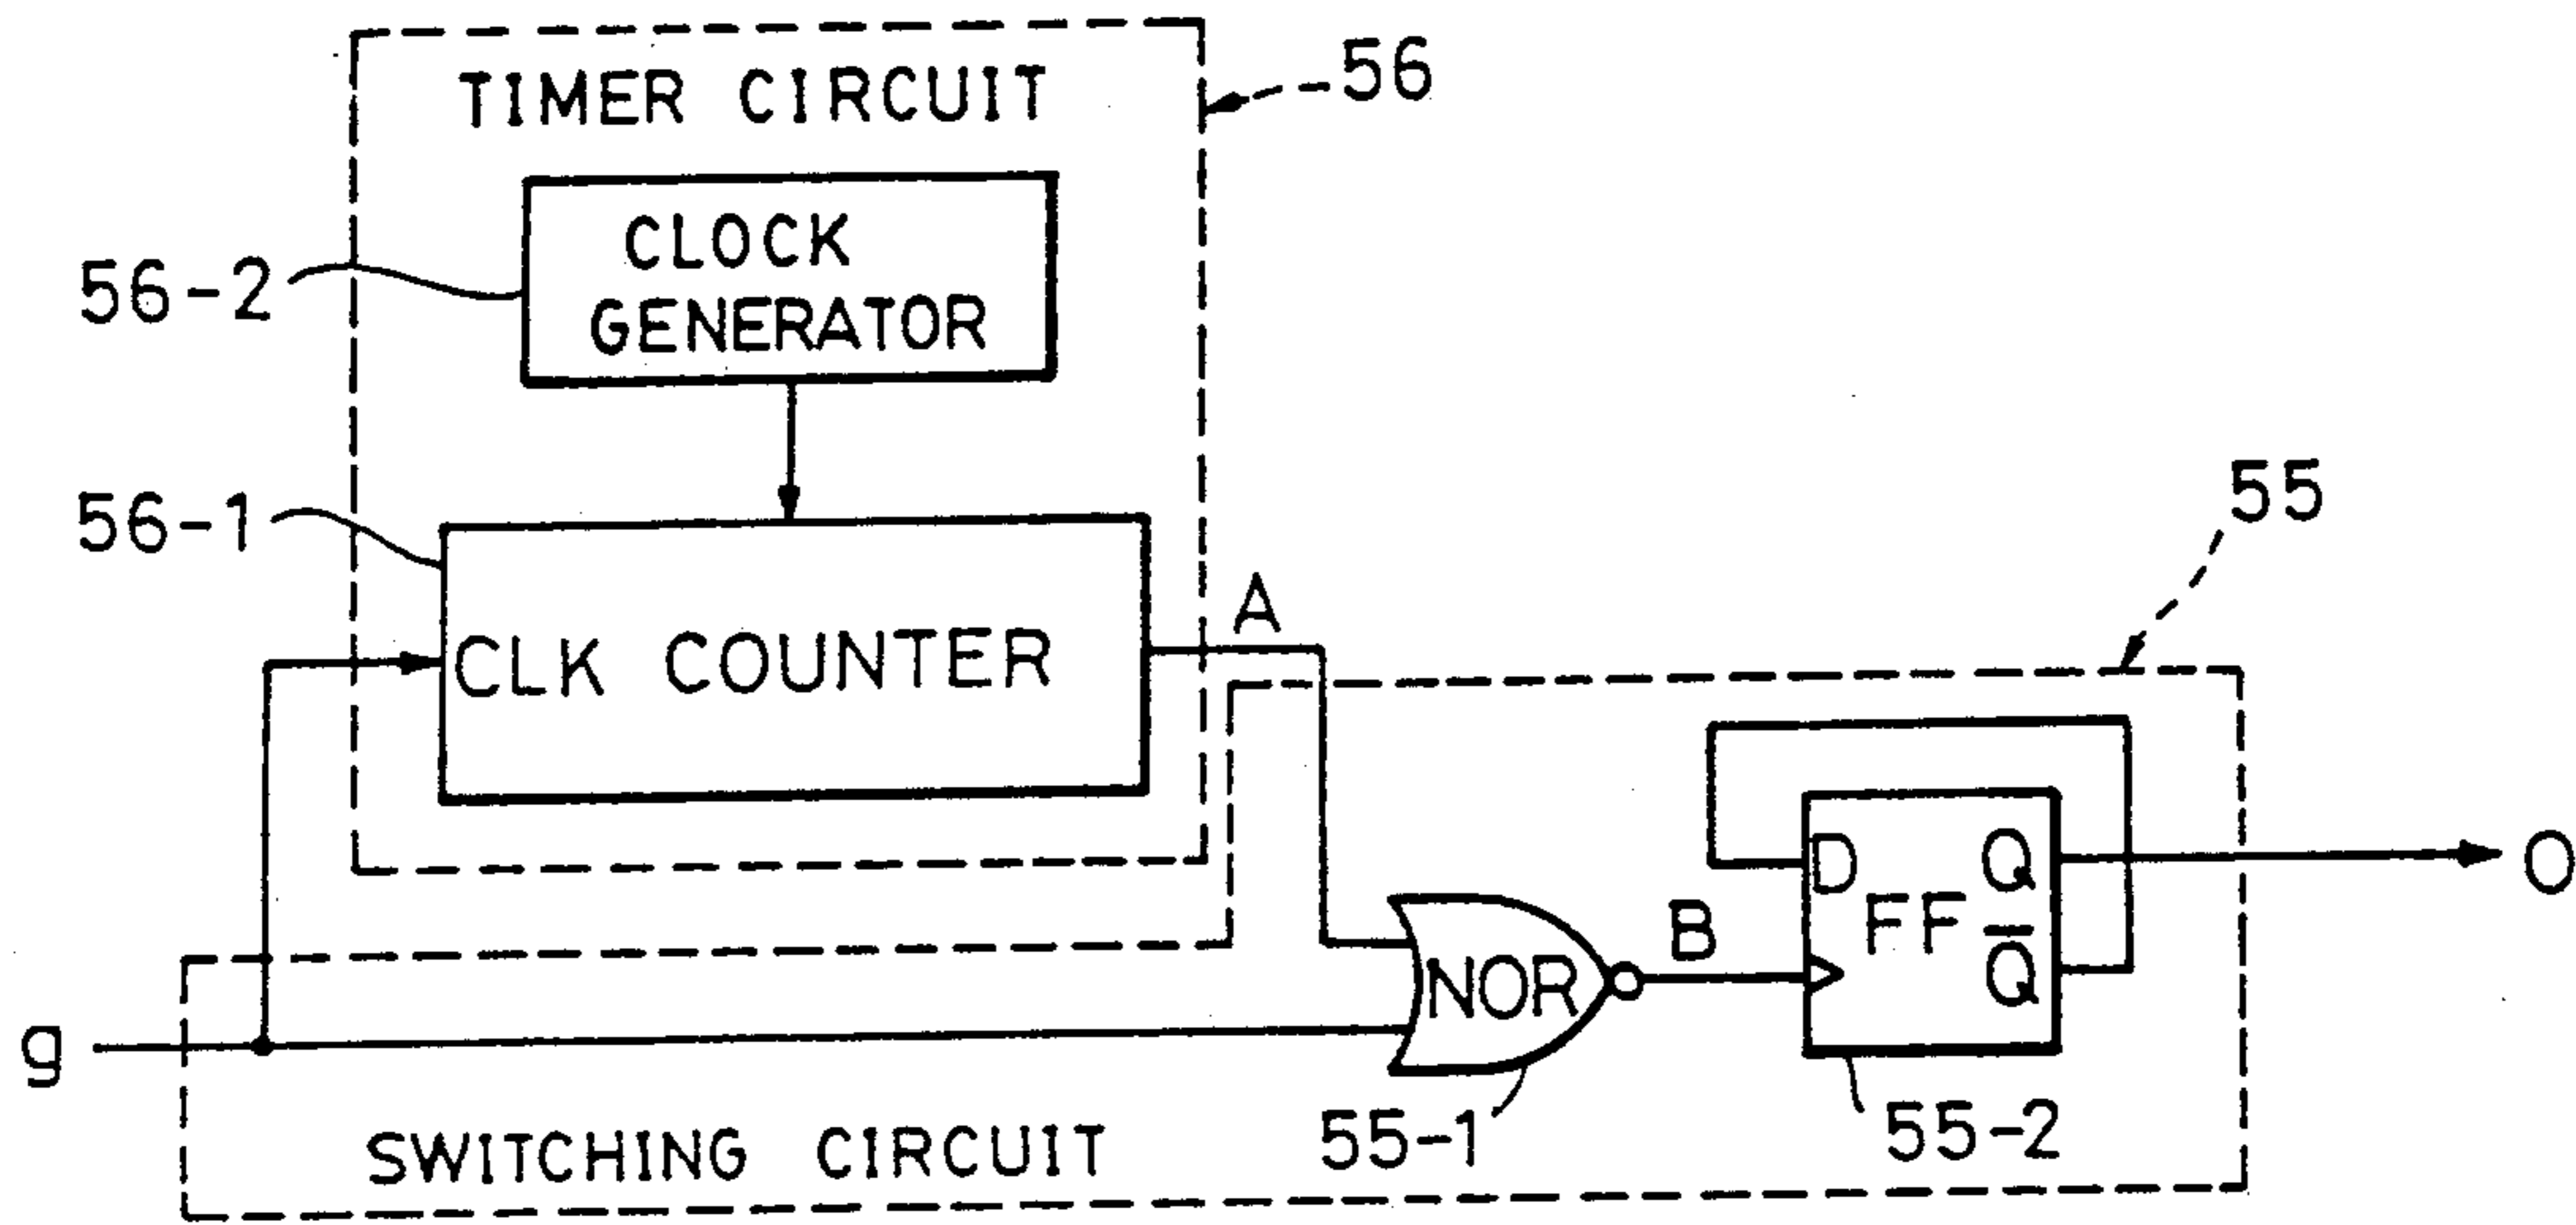 TIMER CIRCUIT
56
CLOCK
GENERATOR
56-2
56-1
CLK COUNTER
A
55
D
Q
FF
Q̅
O
B
NOR
g
55-1
55-2
SWITCHING CIRCUIT